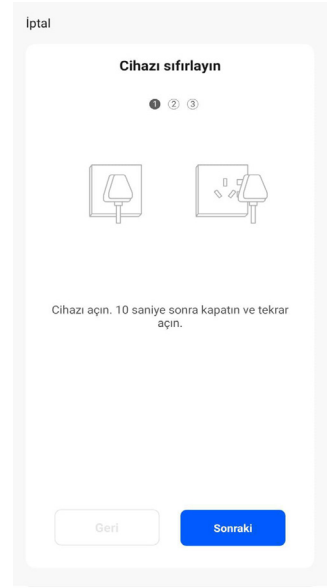 İptal
Cihazı sıfırlayın
1 2 3
Cihazı açın. 10 saniye sonra kapatın ve tekrar
açın.
Geri
Sonraki